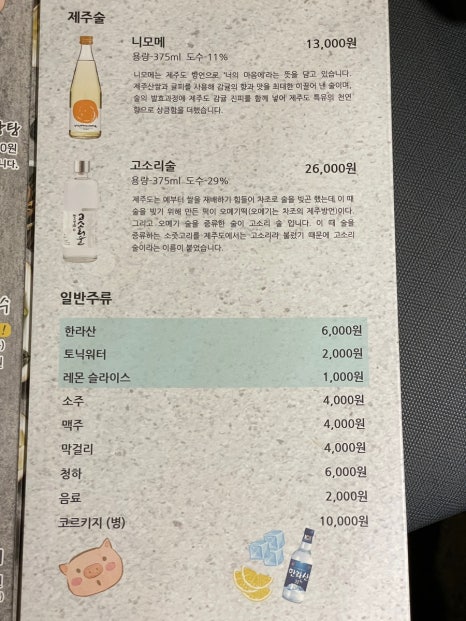 제주술
니모메 13,000원
용량-375ml 도수-11%
니모메는 제주도 방언으로 '너의 마음에'라는 뜻을 담고 있습니다.
제주산쌀과 귤피를 사용해 감귤의 향과 맛을 최대한 이끌어 낸 술이며,
술의 발효과정에 제주도 감귤 진피를 함께 넣어 제주도 특유의 천연
향으로 상큼함을 더했습니다.
고소리술 26,000원
용량-375ml 도수-29%
제주도는 예부터 쌀을 재배하기 힘들어 차조로 술을 빚곤 했는데 이 때
술을 빚기 위해 만든 떡이 오메기떡(오메기는 차조의 제주방언)이다.
그리고 오메기 술을 증류한 술이 고소리 술 입니다. 이 때 술을
증류하는 소줏고리를 제주도에서는 고소리라 불렀기 때문에 고소리
술이라는 이름이 붙었습니다.
고소리술
일반주류
한라산 6,000원
토닉워터 2,000원
레몬 슬라이스 1,000원
소주 4,000원
맥주 4,000원
막걸리 4,000원
청하 6,000원
음료 2,000원
코르키지 (병) 10,000원
한라산
탕
0원
니다.
수